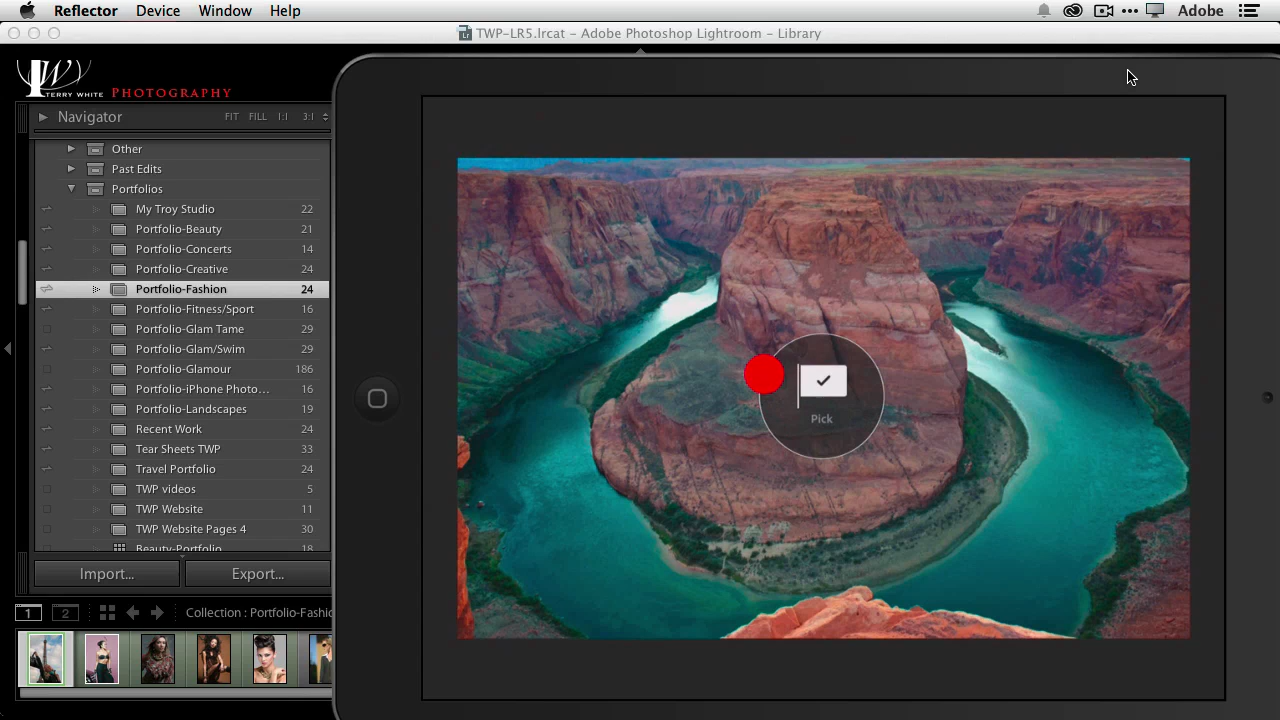 Reflector Device Window Help Adobe
TWP-LR5.lrcat – Adobe Photoshop Lightroom – Library
TERRY WHITE PHOTOGRAPHY
Navigator FIT FILL 1:1 3:1
Other
Past Edits
Portfolios
My Troy Studio 22
Portfolio-Beauty 21
Portfolio-Concerts 14
Portfolio-Creative 24
Portfolio-Fashion 24
Portfolio-Fitness/Sport 16
Portfolio-Glam Tame 29
Portfolio-Glam/Swim 29
Portfolio-Glamour 186
Portfolio-iPhone Photo... 16
Portfolio-Landscapes 19
Recent Work 24
Tear Sheets TWP 33
Travel Portfolio 24
TWP videos 5
TWP Website 11
TWP Website Pages 4 30
Beauty-Portfolio 18
Pick
Import... Export...
1 2 Collection : Portfolio-Fashio